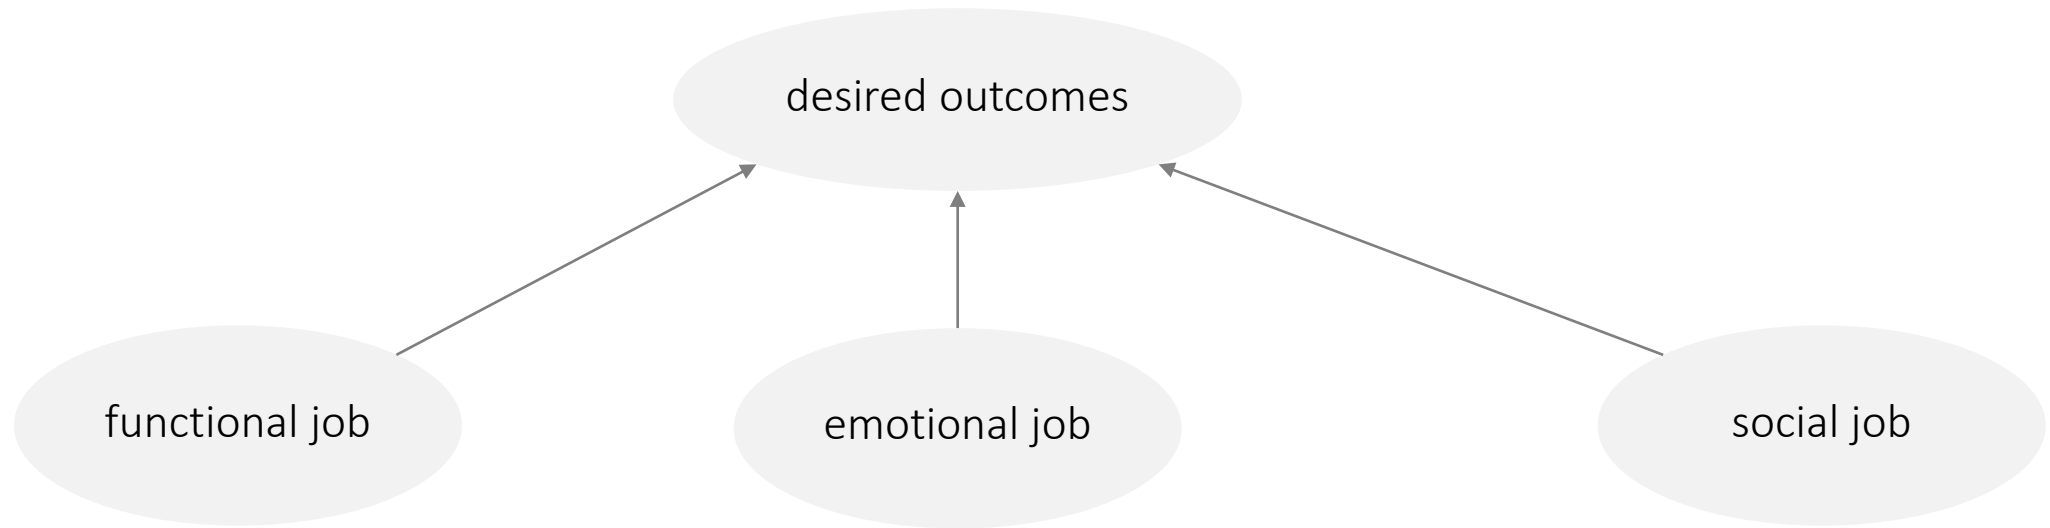 desired outcomes
functional job
emotional job
social job